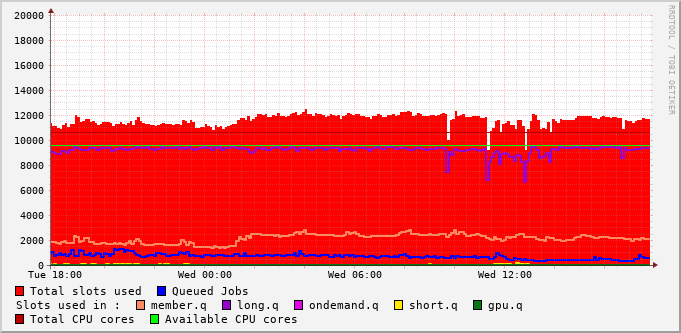 20000
18000
16000
14000
12000
10000
8000
6000
4000
2000
0
Tue 18:00 Wed 00:00 Wed 06:00 Wed 12:00
Total slots used Queued Jobs
Slots used in : member.q long.q ondemand.q short.q gpu.q
Total CPU cores Available CPU cores
RRDTOOL / TOBI OETIKER